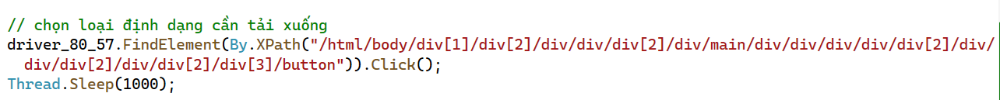 // chọn loại định dạng cần tải xuống
driver_80_57.FindElement(By.XPath("/html/body/div[1]/div[2]/div/div/div[2]/div/main/div/div/div/div/div[2]/div/
div/div[2]/div/div[2]/div[3]/button")).Click();
Thread.Sleep(1000);